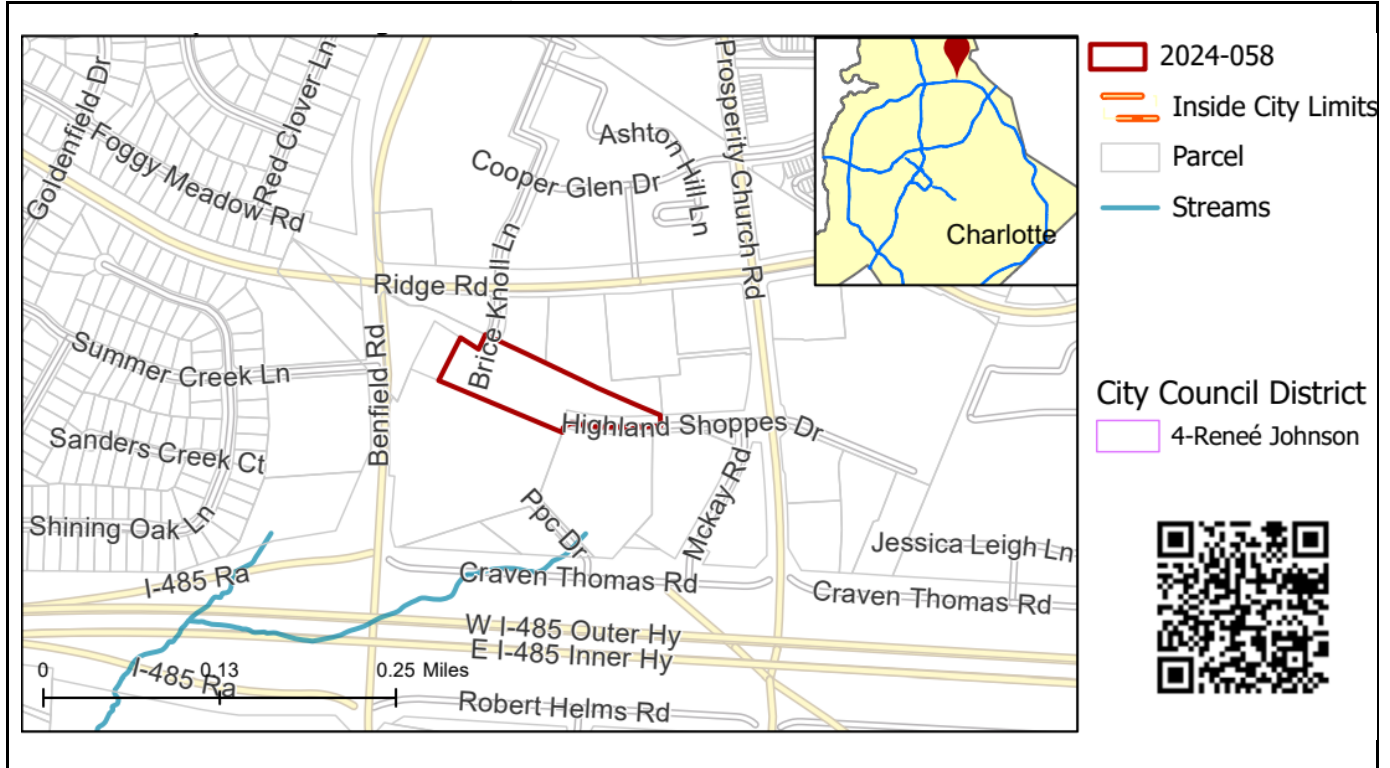 Goldenfield Dr
Foggy Meadow Rd
Red Clover Ln
Cooper Glen Dr
Ashton Hill Ln
Prosperity Church Rd
Charlotte
Ridge Rd
Brice Knoll Ln
Benfield Rd
Summer Creek Ln
Sanders Creek Ct
Shining Oak Ln
Highland Shoppes Dr
Ppc Dr
Mckay Rd
Jessica Leigh Ln
I-485 Ra
Craven Thomas Rd
Craven Thomas Rd
W I-485 Outer Hy
E I-485 Inner Hy
I-485 Ra
0 0.13 0.25 Miles
Robert Helms Rd
2024-058
Inside City Limits
Parcel
Streams
City Council District
4-Reneé Johnson